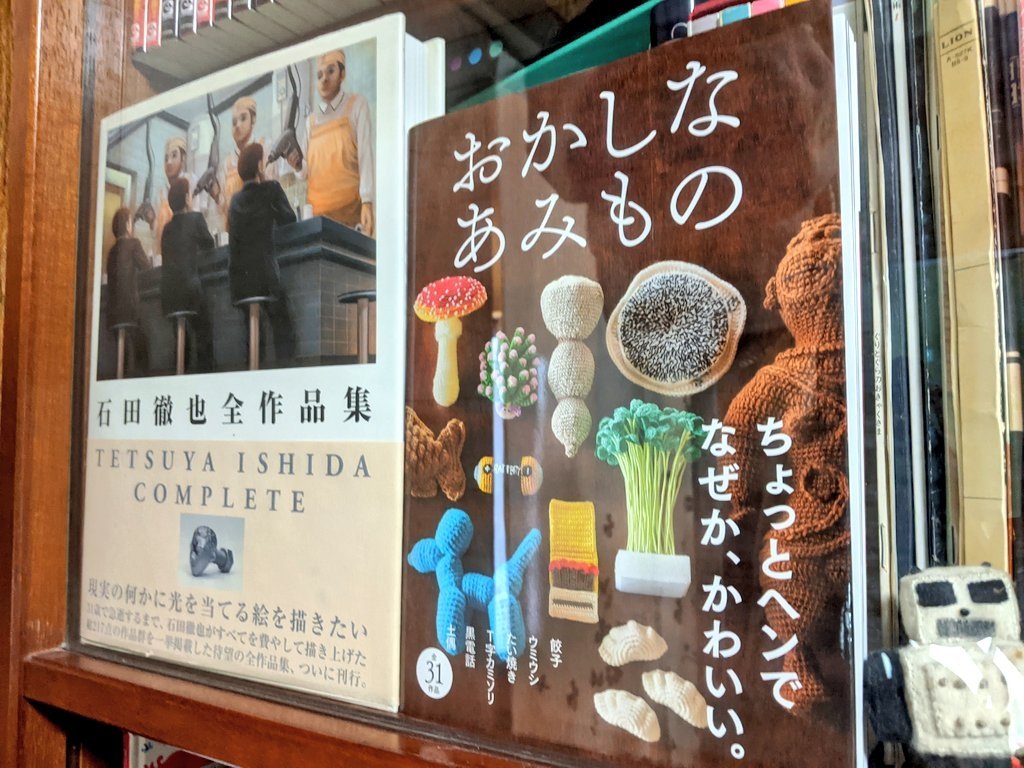 石田徹也全作品集
TETSUYA ISHIDA
COMPLETE
現実の何かに光を当てる絵を描きたい
31歳で急逝するまで、石田徹也がすべてを費やして描き上げた
全217点の作品群を一挙掲載した待望の全作品集、ついに刊行。
おかしな
あみもの
ちょっとヘンで
なぜか、かわいい。
餃子
ウミウシ
たい焼き
T字カミソリ
黒電話
土偶
全
31
作品
LION